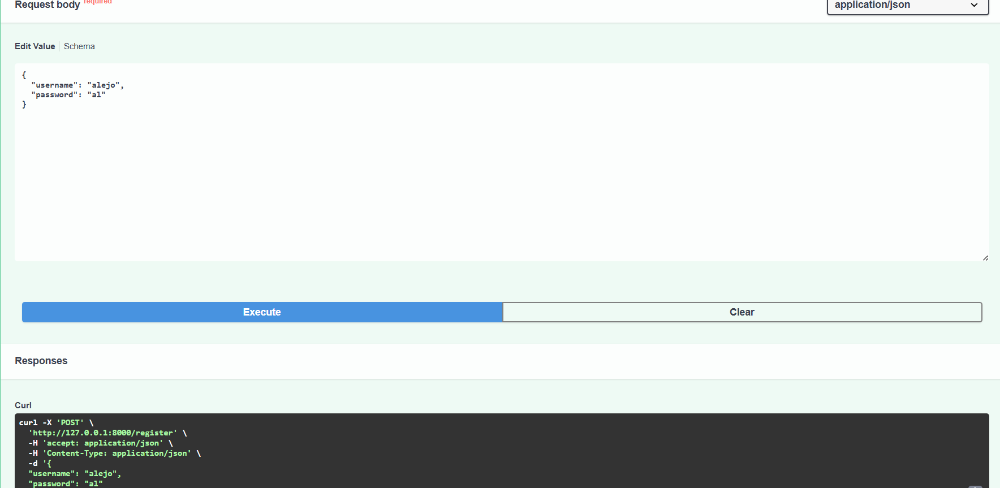 Request body required
application/json
Edit Value
Schema
{
  "username": "alejo",
  "password": "al"
}
Execute
Clear
Responses
Curl
curl -X 'POST' \
  'http://127.0.0.1:8000/register' \
  -H 'accept: application/json' \
  -H 'Content-Type: application/json' \
  -d '{
  "username": "alejo",
  "password": "al"